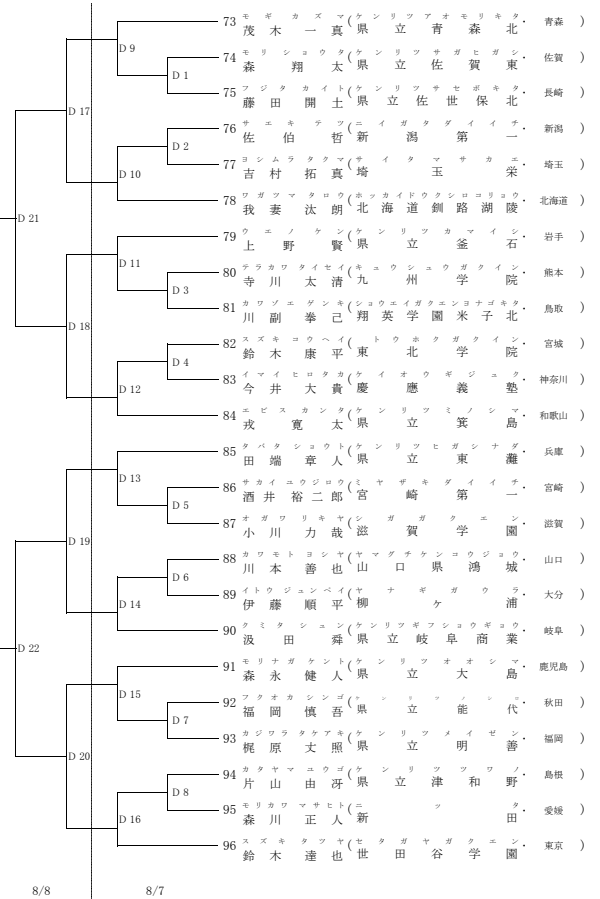 モギ カズマ ケンリツアオモリキタ
D 9 73 茂木一真(県立青森北・青森)
モリ ショウタ ケンリツサガヒガシ
74 森翔太(県立佐賀東・佐賀)
D 1
フジタ カイト ケンリツサセボキタ
75 藤田開土(県立佐世保北・長崎)
D 17
サエキ テツ ニイガタダイイチ
76 佐伯哲(新潟第一・新潟)
D 2
ヨシムラ タクマ サイタマサカエ
77 吉村拓真(埼玉栄・埼玉)
D 10
ワガツマ タロウ ホッカイドウクシロコリョウ
78 我妻汰朗(北海道釧路湖陵・北海道)
D 21
ウエノ ケン ケンリツカマイシ
79 上野賢(県立釜石・岩手)
D 11
テラカワ タイセイ キュウシュウガクイン
80 寺川太清(九州学院・熊本)
D 3
カワゾエ ゲンキ ショウエイガクエンヨナゴキタ
81 川副拳己(翔英学園米子北・鳥取)
D 18
スズキ コウヘイ トウホクガクイン
82 鈴木康平(東北学院・宮城)
D 4
イマイ ヒロタカ ケイオウギジュク
83 今井大貴(慶應義塾・神奈川)
D 12
エビス カンタ ケンリツミノシマ
84 戎寛太(県立箕島・和歌山)
タバタ ショウト ケンリツヒガシナダ
85 田端章人(県立東灘・兵庫)
D 13
サカイ ユウジロウ ミヤザキダイイチ
86 酒井裕二郎(宮崎第一・宮崎)
D 5
オガワ リキヤ シガガクエン
87 小川力哉(滋賀学園・滋賀)
D 19
カワモト ヨシヤ ヤマグチケンコウジョウ
88 川本善也(山口県鴻城・山口)
D 6
イトウ ジュンペイ ヤナギガウラ
89 伊藤順平(柳ヶ浦・大分)
D 14
クミタ シュン ケンリツギフショウギョウ
90 汲田舜(県立岐阜商業・岐阜)
D 22
モリナガ ケント ケンリツオオシマ
91 森永健人(県立大島・鹿児島)
D 15
フクオカ シンゴ ケンリツノシロ
92 福岡慎吾(県立能代・秋田)
D 7
カジワラ タケアキ ケンリツメイゼン
93 梶原丈照(県立明善・福岡)
D 20
カタヤマ ユウゴ ケンリツツワノ
94 片山由冴(県立津和野・島根)
D 8
モリカワ マサヒト ニッタ
95 森川正人(新田・愛媛)
D 16
スズキ タツヤ セタガヤガクエン
96 鈴木達也(世田谷学園・東京)
8/8 8/7